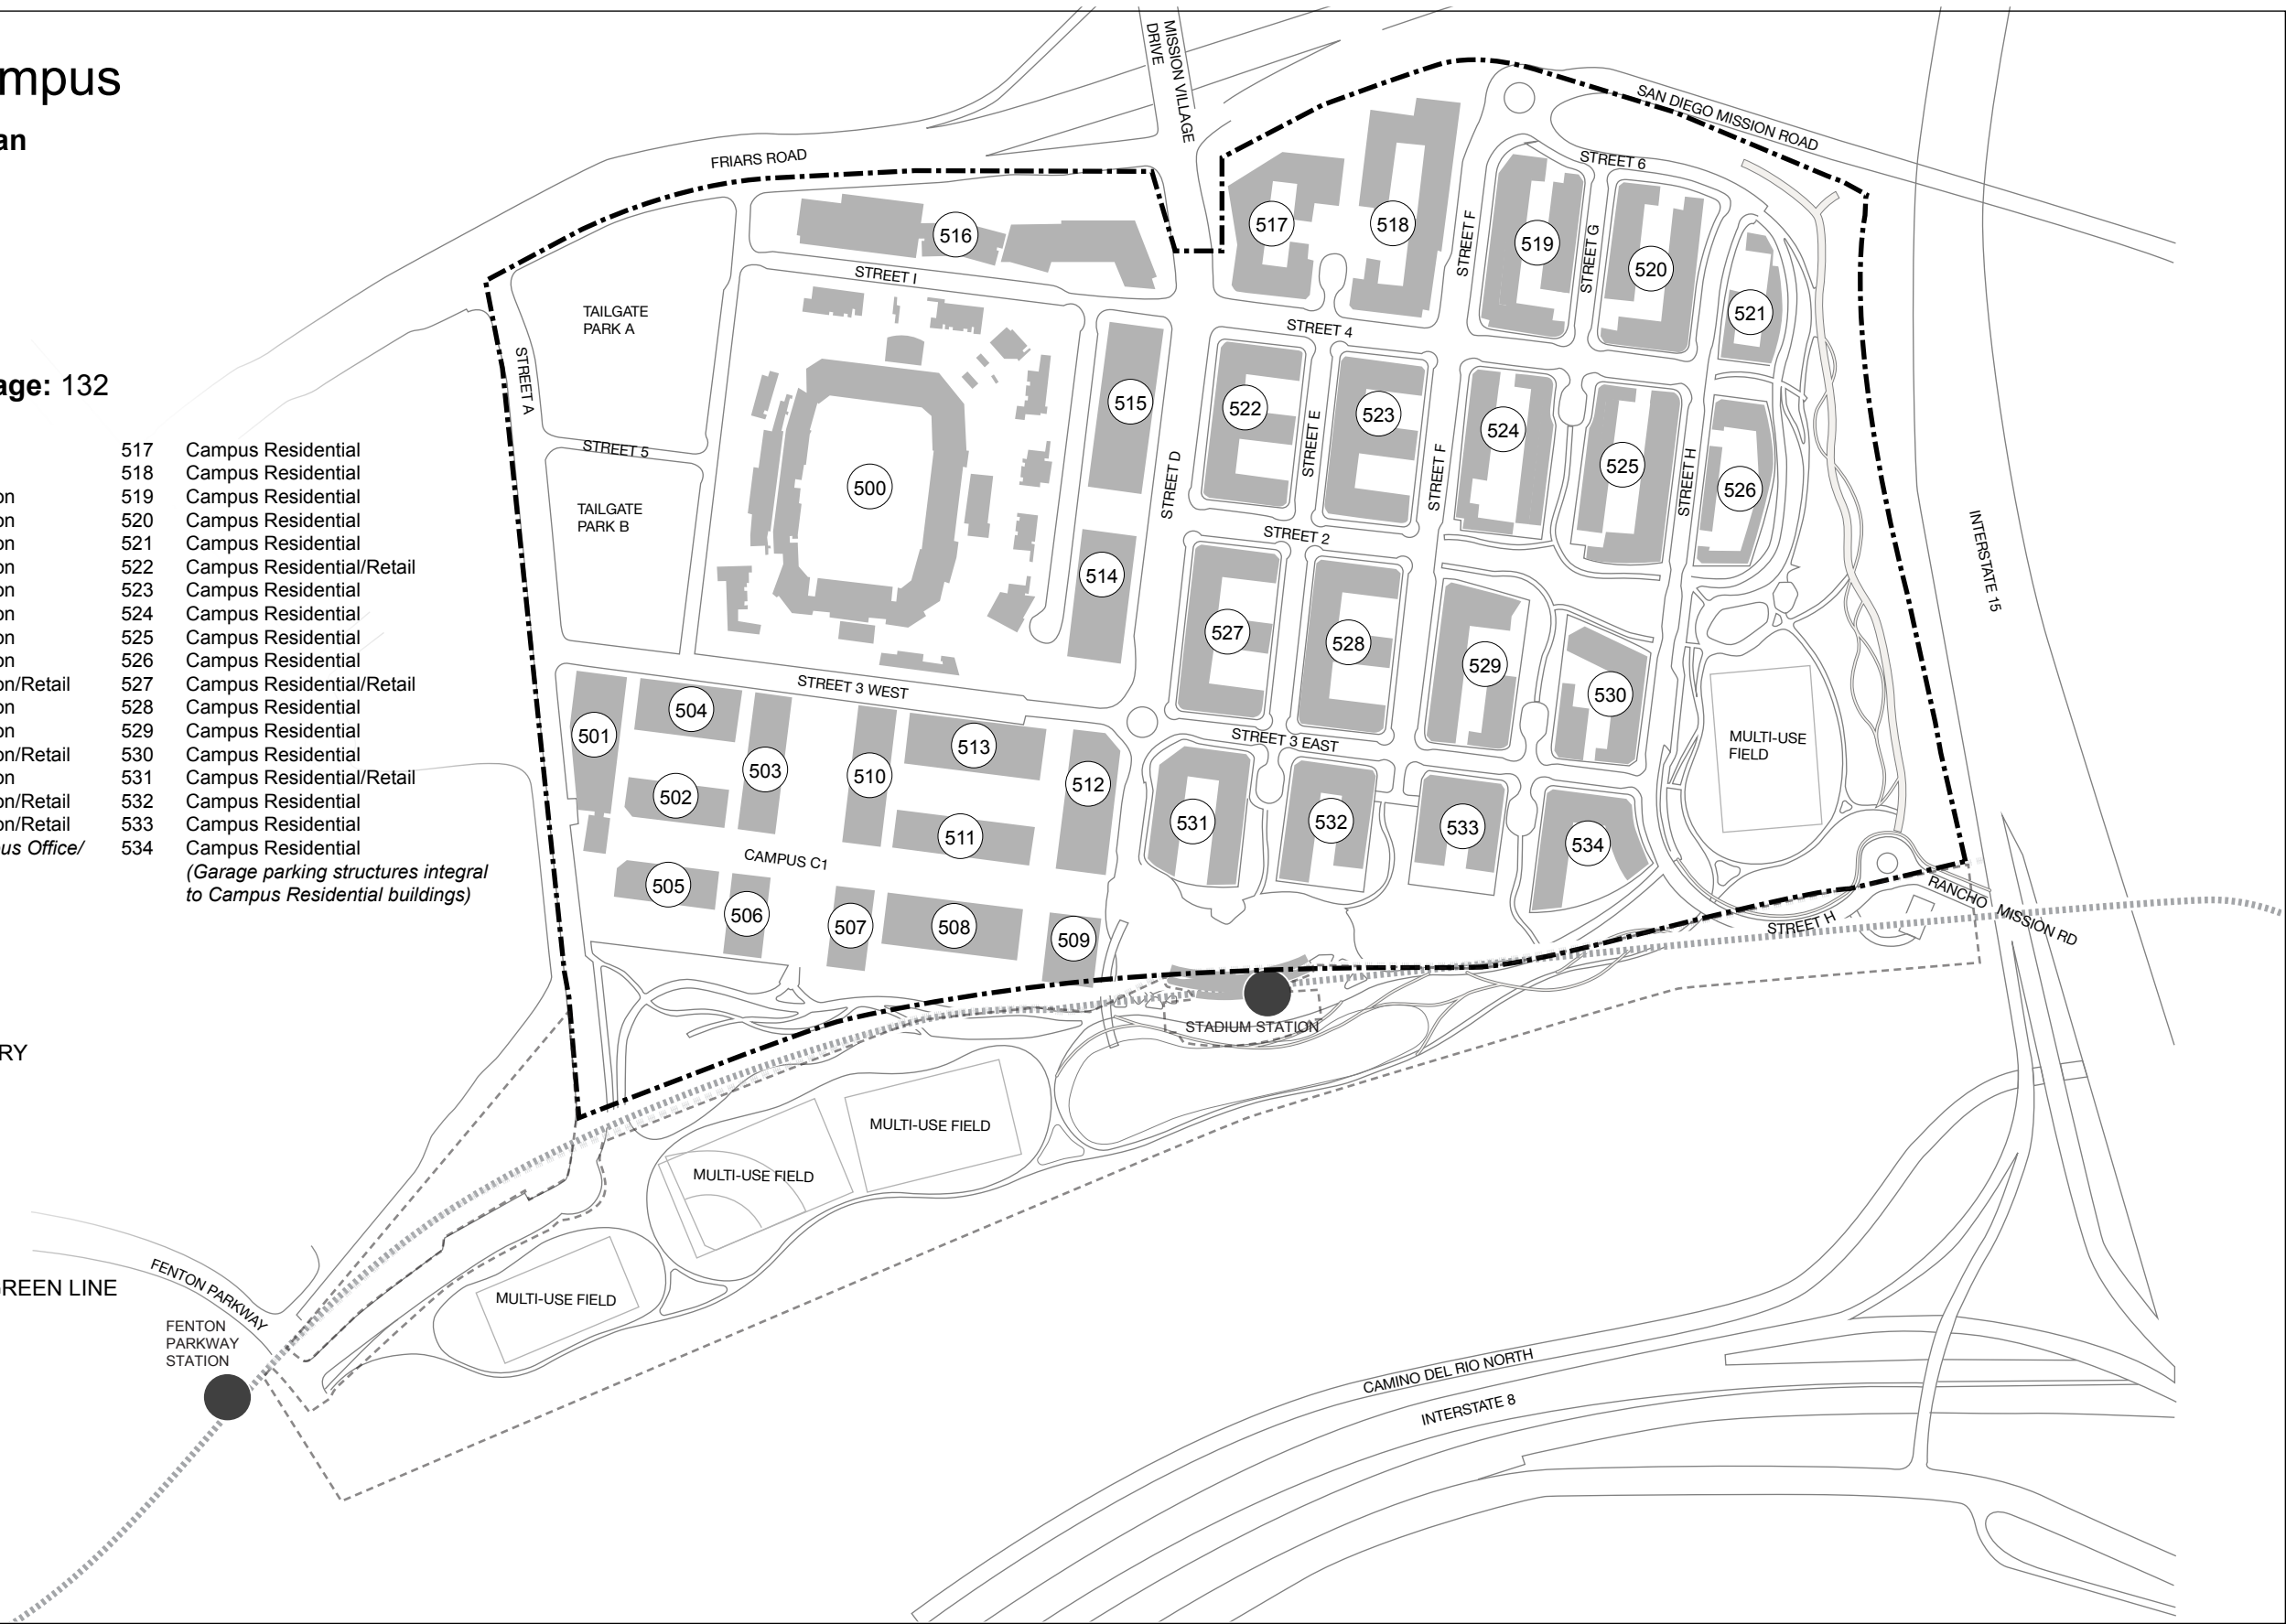 mpus
an
age: 132
517 Campus Residential
518 Campus Residential
on 519 Campus Residential
on 520 Campus Residential
on 521 Campus Residential
on 522 Campus Residential/Retail
on 523 Campus Residential
on 524 Campus Residential
on 525 Campus Residential
on 526 Campus Residential
on/Retail 527 Campus Residential/Retail
on 528 Campus Residential
on 529 Campus Residential
on/Retail 530 Campus Residential
on 531 Campus Residential/Retail
on/Retail 532 Campus Residential
on/Retail 533 Campus Residential
us Office/ 534 Campus Residential
(Garage parking structures integral
to Campus Residential buildings)
RY
GREEN LINE
MISSION VILLAGE
DRIVE
FRIARS ROAD
SAN DIEGO MISSION ROAD
STREET 6
STREET F
STREET G
516
517
518
519
520
521
STREET I
STREET 4
TAILGATE
PARK A
STREET A
STREET 5
TAILGATE
PARK B
500
515
514
STREET D
522
STREET E
523
STREET F
524
525
STREET H
526
INTERSTATE 15
STREET 2
527
528
529
530
STREET 3 WEST
STREET 3 EAST
MULTI-USE
FIELD
501
504
503
502
510
513
512
511
531
532
533
534
CAMPUS C1
505
506
507
508
509
STREET H
RANCHO MISSION RD
STADIUM STATION
MULTI-USE FIELD
MULTI-USE FIELD
MULTI-USE FIELD
FENTON PARKWAY
FENTON
PARKWAY
STATION
CAMINO DEL RIO NORTH
INTERSTATE 8